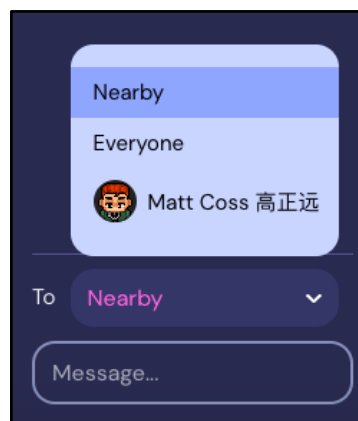 Nearby
Everyone
Matt Coss 高正远
To Nearby
Message...